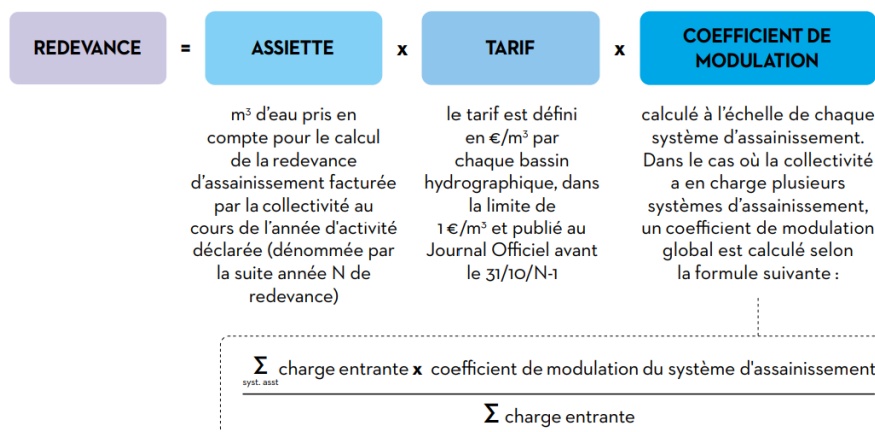 REDEVANCE = ASSIETTE x TARIF x COEFFICIENT DE MODULATION
m³ d'eau pris en
compte pour le calcul
de la redevance
d'assainissement facturée
par la collectivité au
cours de l'année d'activité
déclarée (dénommée par
la suite année N de
redevance)
le tarif est défini
en €/m³ par
chaque bassin
hydrographique, dans
la limite de
1 €/m³ et publié au
Journal Officiel avant
le 31/10/N-1
calculé à l'échelle de chaque
système d'assainissement.
Dans le cas où la collectivité
a en charge plusieurs
systèmes d'assainissement,
un coefficient de modulation
global est calculé selon
la formule suivante :
Σ charge entrante x coefficient de modulation du système d'assainissement
syst. asst
Σ charge entrante